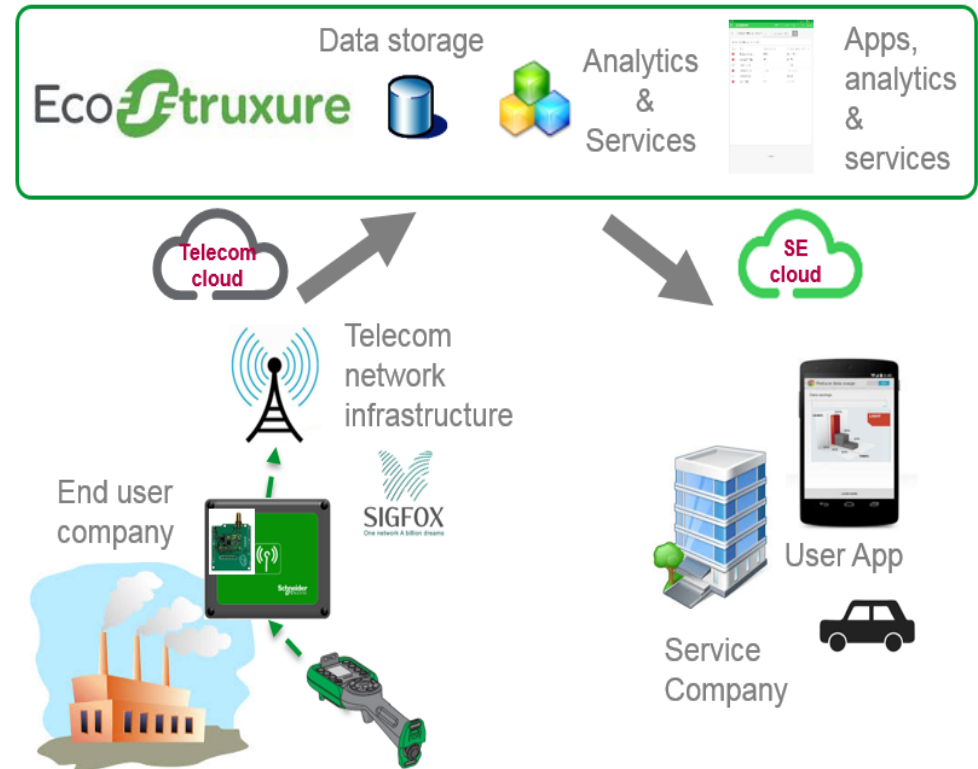 Data storage
EcoStruxure
Analytics
&
Services
Apps,
analytics
&
services
Telecom
cloud
SE
cloud
Telecom
network
infrastructure
SIGFOX
One network A billion dreams
End user
company
Schneider
Electric
User App
Service
Company